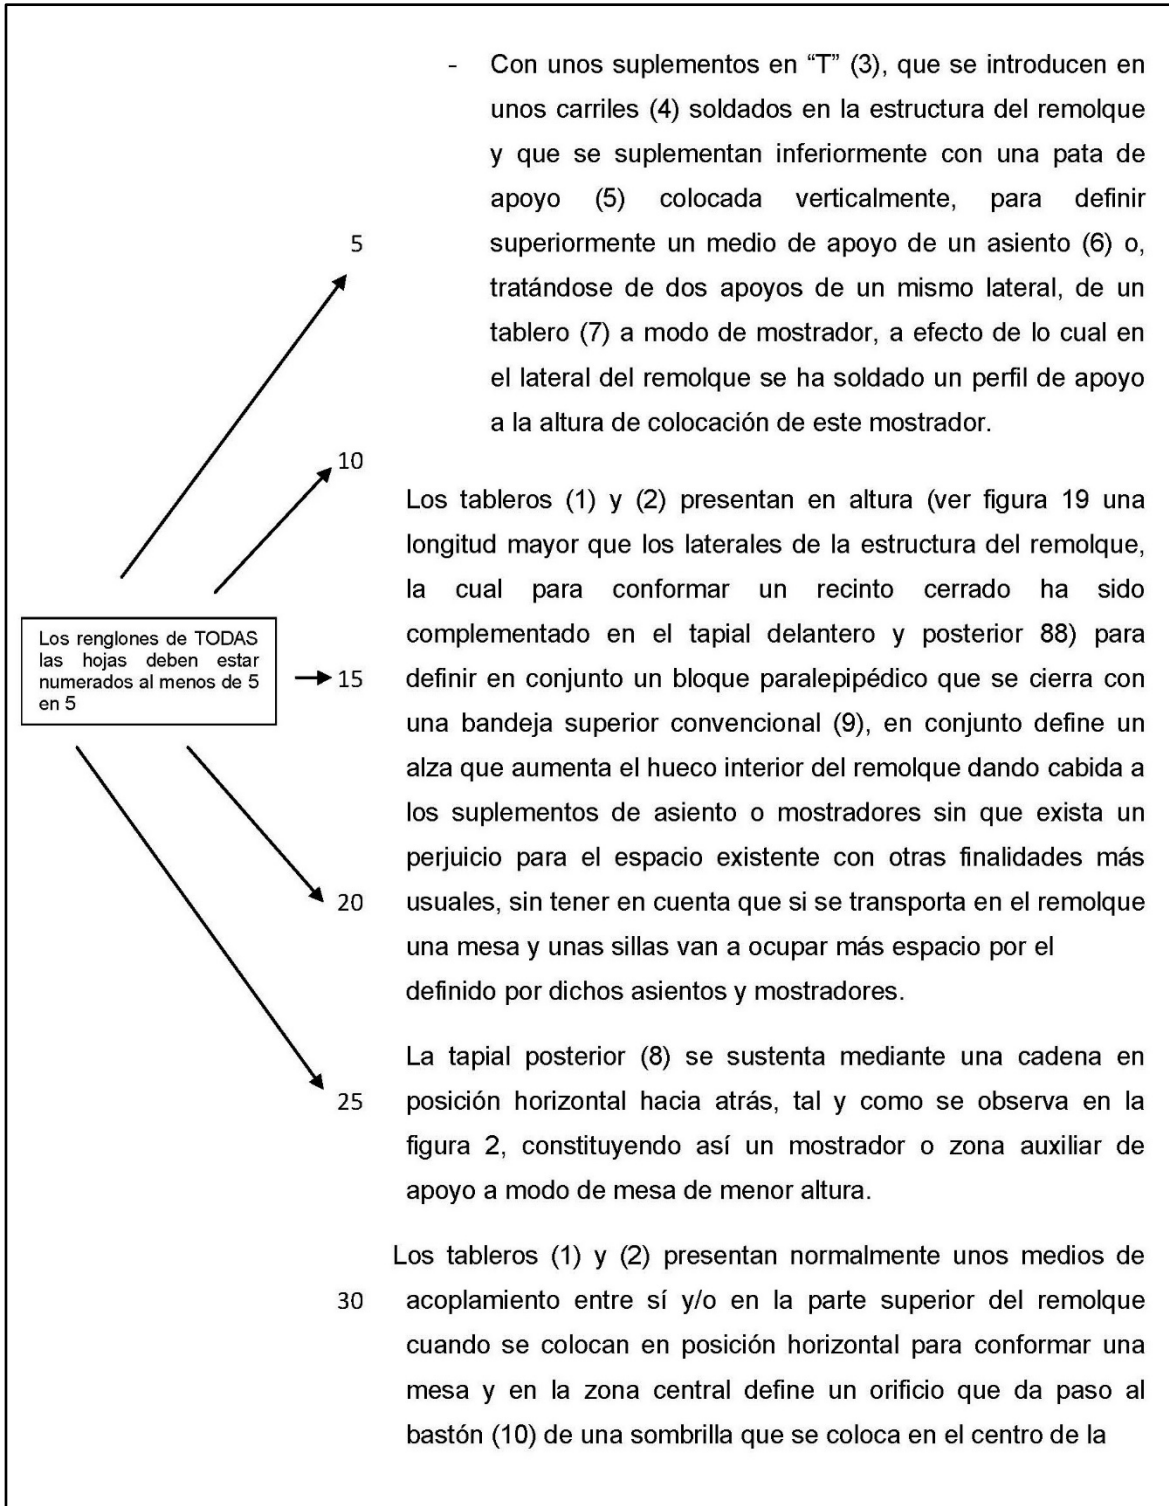 - Con unos suplementos en “T” (3), que se introducen en
unos carriles (4) soldados en la estructura del remolque
y que se suplementan inferiormente con una pata de
apoyo (5) colocada verticalmente, para definir
5 superiormente un medio de apoyo de un asiento (6) o,
tratándose de dos apoyos de un mismo lateral, de un
tablero (7) a modo de mostrador, a efecto de lo cual en
el lateral del remolque se ha soldado un perfil de apoyo
a la altura de colocación de este mostrador.
10
Los tableros (1) y (2) presentan en altura (ver figura 19 una
longitud mayor que los laterales de la estructura del remolque,
la cual para conformar un recinto cerrado ha sido
complementado en el tapial delantero y posterior 88) para
15 definir en conjunto un bloque paralepipédico que se cierra con
una bandeja superior convencional (9), en conjunto define un
alza que aumenta el hueco interior del remolque dando cabida a
los suplementos de asiento o mostradores sin que exista un
perjuicio para el espacio existente con otras finalidades más
20 usuales, sin tener en cuenta que si se transporta en el remolque
una mesa y unas sillas van a ocupar más espacio por el
definido por dichos asientos y mostradores.
La tapial posterior (8) se sustenta mediante una cadena en
25 posición horizontal hacia atrás, tal y como se observa en la
figura 2, constituyendo así un mostrador o zona auxiliar de
apoyo a modo de mesa de menor altura.
Los tableros (1) y (2) presentan normalmente unos medios de
30 acoplamiento entre sí y/o en la parte superior del remolque
cuando se colocan en posición horizontal para conformar una
mesa y en la zona central define un orificio que da paso al
bastón (10) de una sombrilla que se coloca en el centro de la
Los renglones de TODAS
las hojas deben estar
numerados al menos de 5
en 5